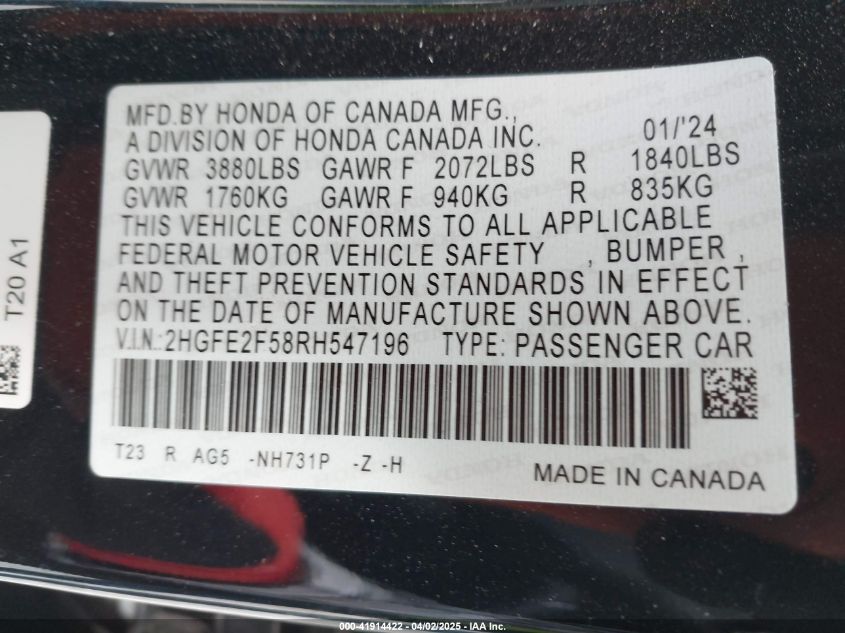 MFD.BY HONDA OF CANADA MFG.,
A DIVISION OF HONDA CANADA INC. 01/'24
GVWR 3880LBS GAWR F 2072LBS R 1840LBS
GVWR 1760KG GAWR F 940KG R 835KG
THIS VEHICLE CONFORMS TO ALL APPLICABLE
FEDERAL MOTOR VEHICLE SAFETY , BUMPER ,
AND THEFT PREVENTION STANDARDS IN EFFECT
ON THE DATE OF MANUFACTURE SHOWN ABOVE.
V.I.N.:2HGFE2F58RH547196 TYPE: PASSENGER CAR
T23 R AG5 -NH731P -Z -H
MADE IN CANADA
T20 A1
000-41914422 - 04/02/2025 - IAA Inc.